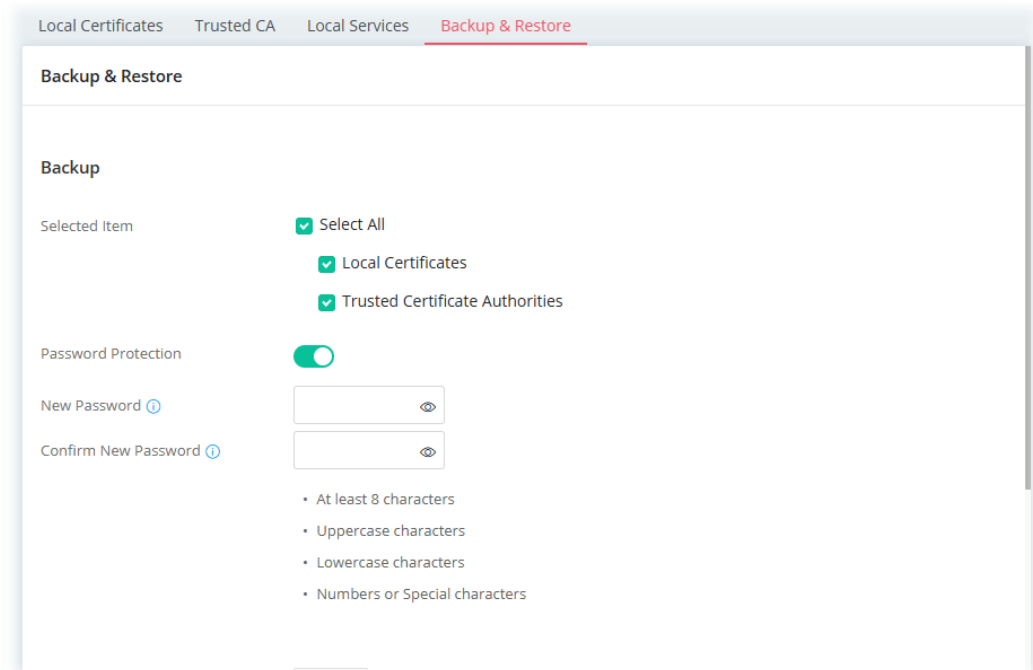 Local Certificates Trusted CA Local Services Backup & Restore
Backup & Restore
Backup
Selected Item Select All
Local Certificates
Trusted Certificate Authorities
Password Protection
New Password
Confirm New Password
• At least 8 characters
• Uppercase characters
• Lowercase characters
• Numbers or Special characters